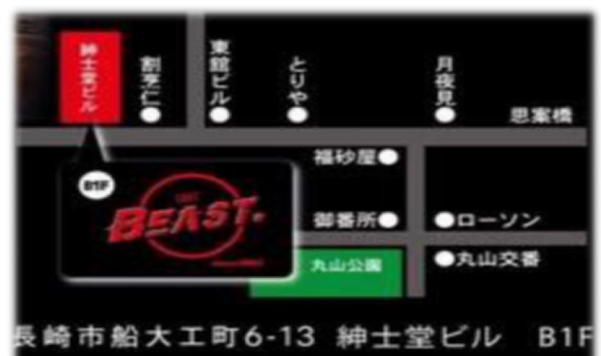 紳士堂ビル
割烹仁
東館ビル
とりや
月夜見
思案橋
福砂屋
B1F
BEAST.
御番所
ローソン
丸山公園
丸山交番
長崎市船大工町6-13 紳士堂ビル B1F